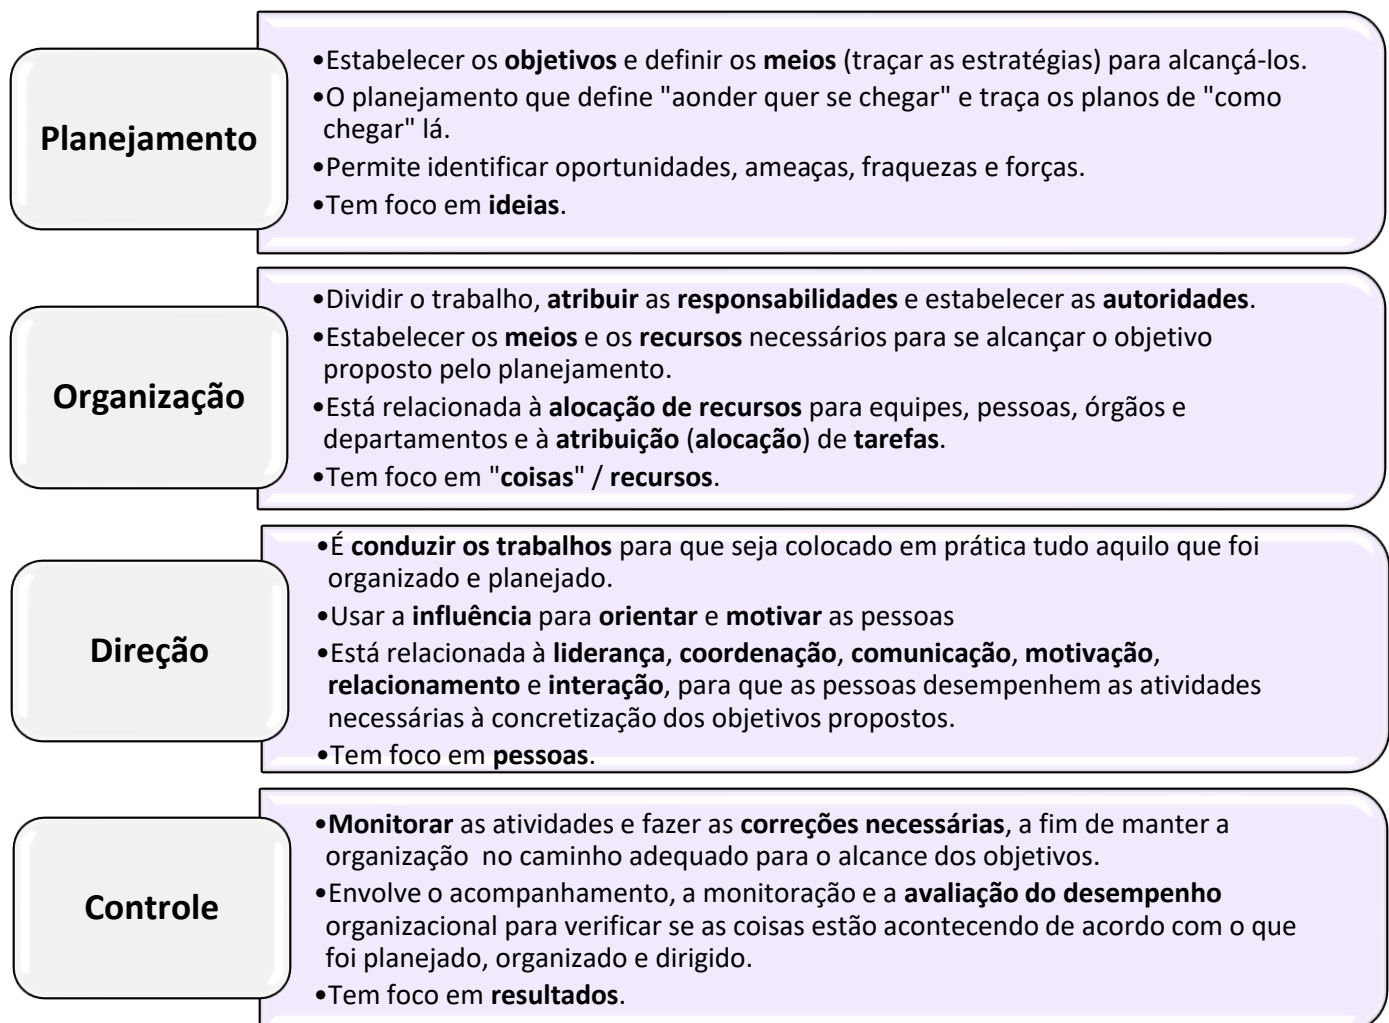 Planejamento
•Estabelecer os objetivos e definir os meios (traçar as estratégias) para alcançá-los.
•O planejamento que define "aonder quer se chegar" e traça os planos de "como
chegar" lá.
•Permite identificar oportunidades, ameaças, fraquezas e forças.
•Tem foco em ideias.
Organização
•Dividir o trabalho, atribuir as responsabilidades e estabelecer as autoridades.
•Estabelecer os meios e os recursos necessários para se alcançar o objetivo
proposto pelo planejamento.
•Está relacionada à alocação de recursos para equipes, pessoas, órgãos e
departamentos e à atribuição (alocação) de tarefas.
•Tem foco em "coisas" / recursos.
Direção
•É conduzir os trabalhos para que seja colocado em prática tudo aquilo que foi
organizado e planejado.
•Usar a influência para orientar e motivar as pessoas
•Está relacionada à liderança, coordenação, comunicação, motivação,
relacionamento e interação, para que as pessoas desempenhem as atividades
necessárias à concretização dos objetivos propostos.
•Tem foco em pessoas.
Controle
•Monitorar as atividades e fazer as correções necessárias, a fim de manter a
organização no caminho adequado para o alcance dos objetivos.
•Envolve o acompanhamento, a monitoração e a avaliação do desempenho
organizacional para verificar se as coisas estão acontecendo de acordo com o que
foi planejado, organizado e dirigido.
•Tem foco em resultados.